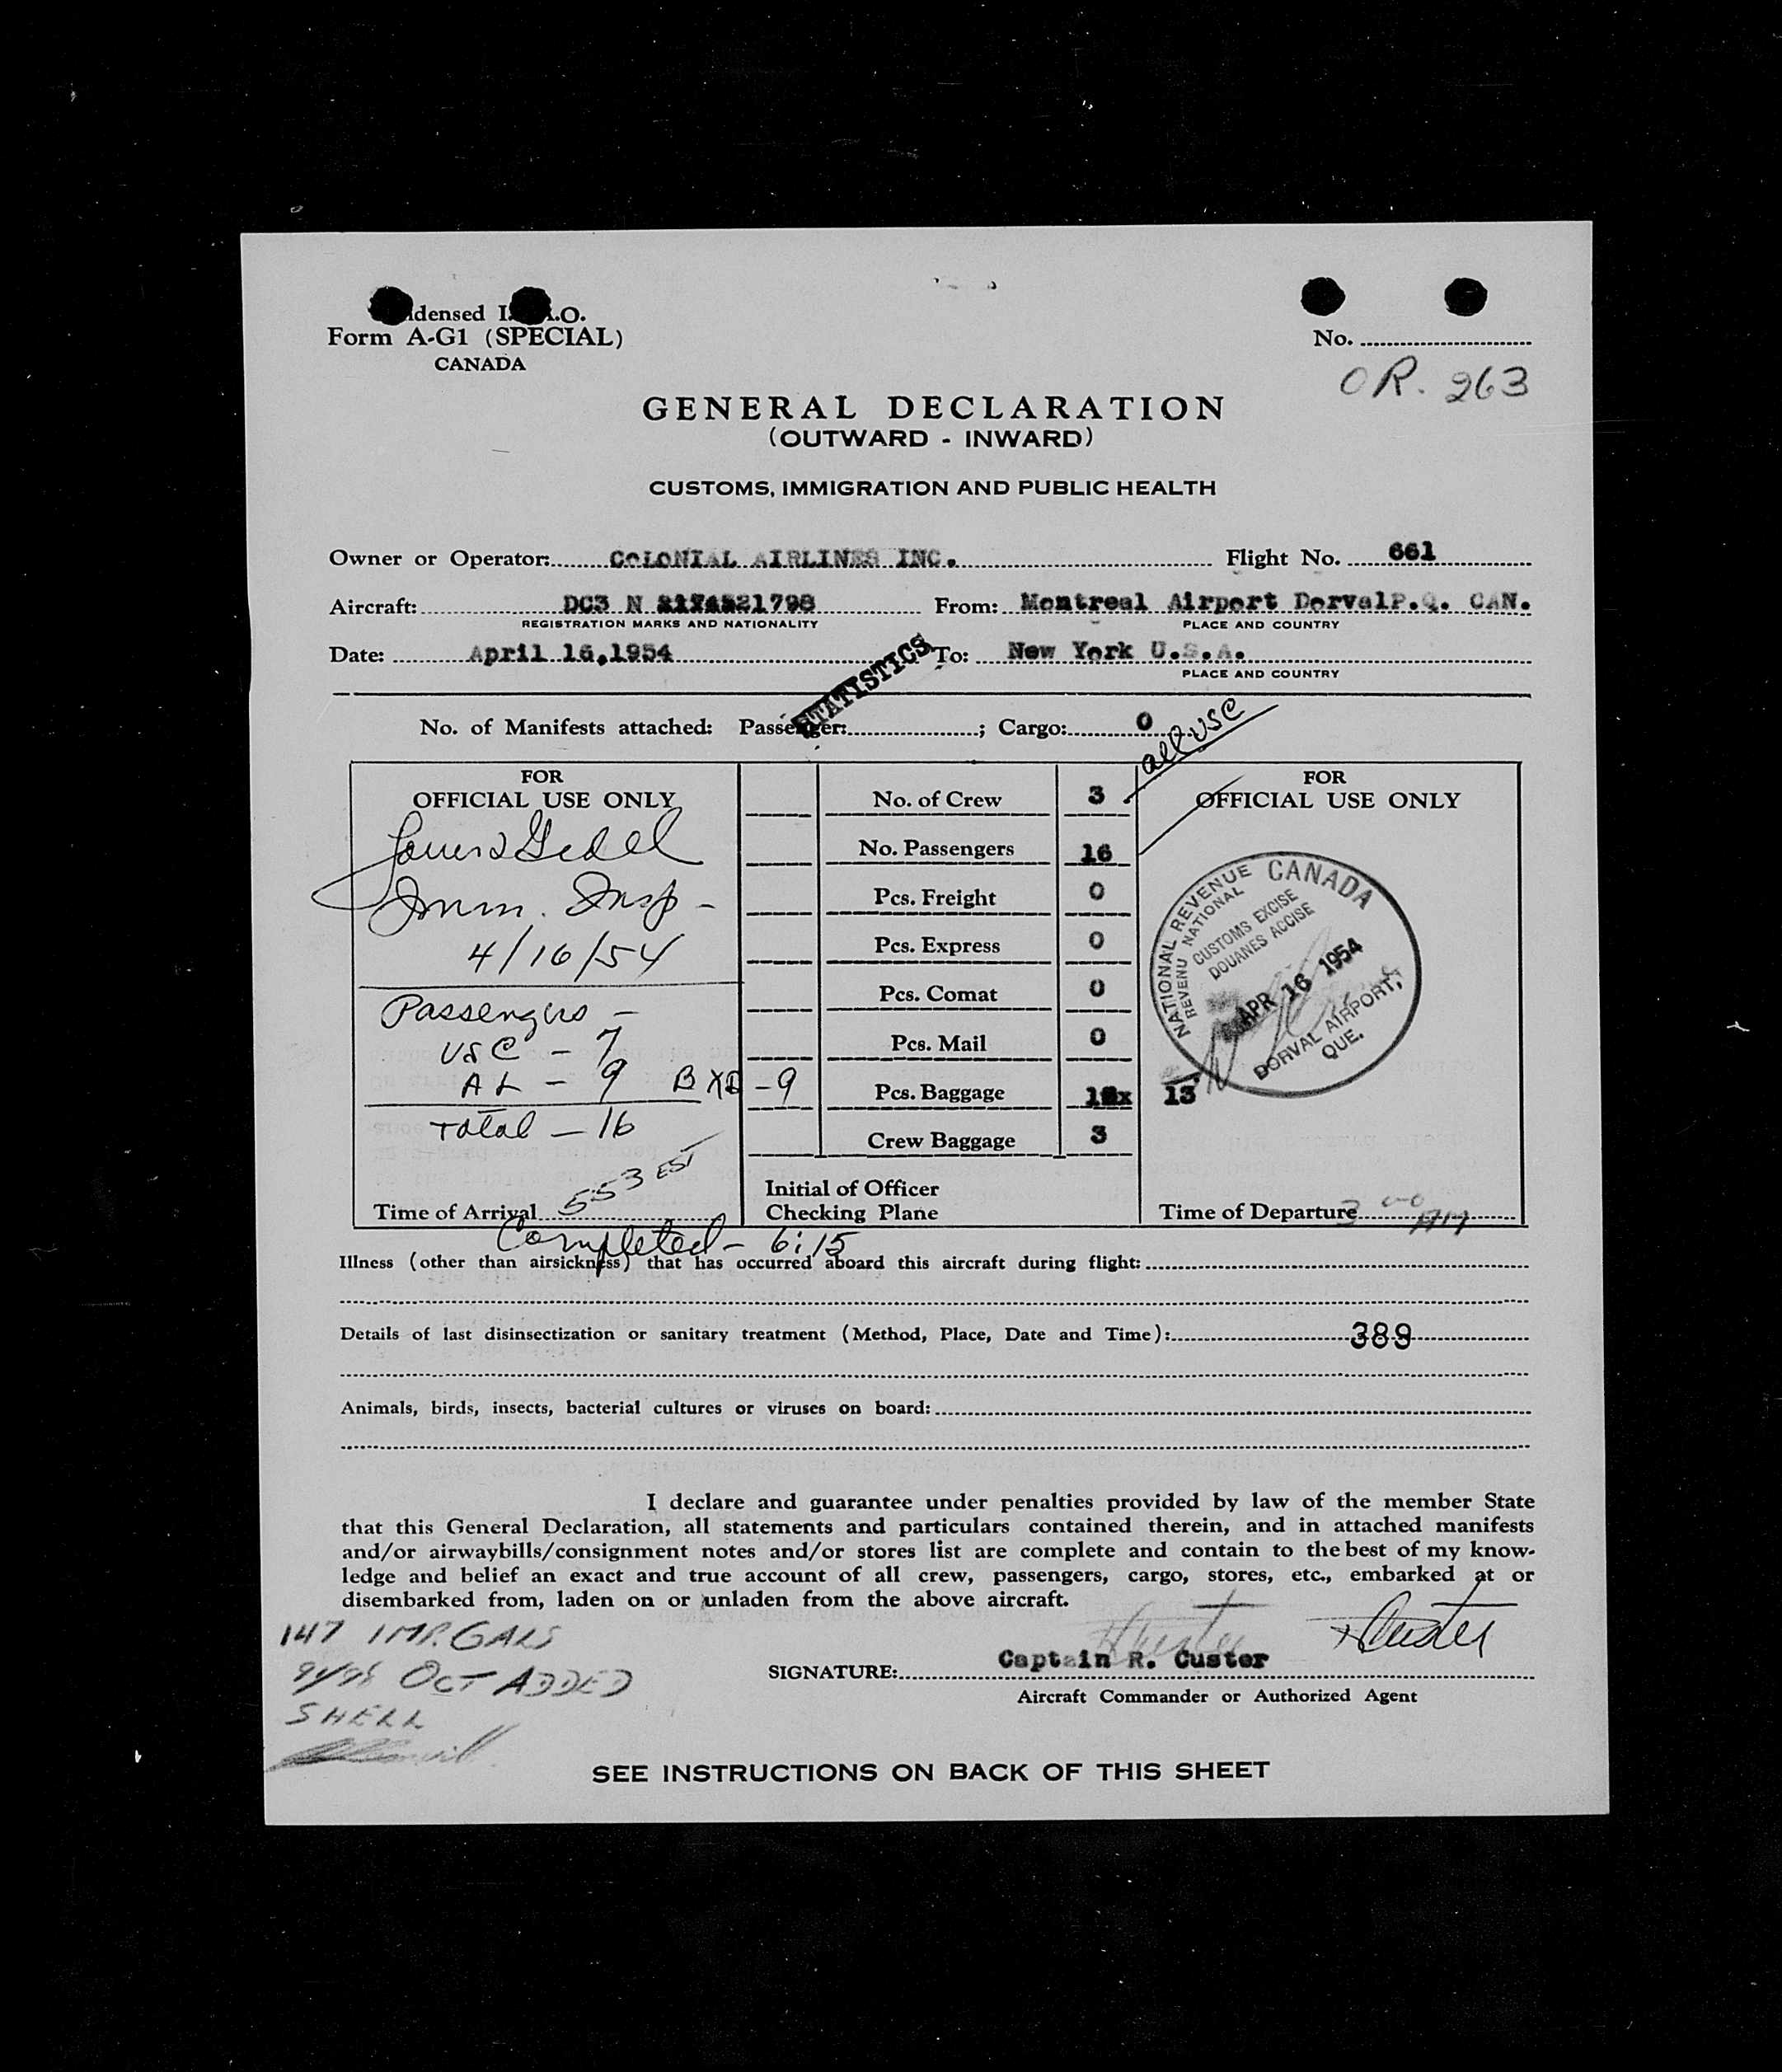 densed I. .O.
Form A-G1 (SPECIAL)
CANADA
No.
OR. 263
GENERAL DECLARATION
(OUTWARD - INWARD)
CUSTOMS, IMMIGRATION AND PUBLIC HEALTH
Owner or Operator: COLONIAL AIRLINES INC. Flight No. 661
Aircraft: DC3 N 21798 From: Montreal Airport Dorval P.Q. CAN.
REGISTRATION MARKS AND NATIONALITY PLACE AND COUNTRY
Date: April 16,1954 To: New York U.S.A.
PLACE AND COUNTRY
STATISTICS
No. of Manifests attached: Passenger: ; Cargo: 0
all USC
FOR
OFFICIAL USE ONLY
Imm. Insp -
4/16/54
Passengers -
USC - 7
AL - 9 BXD - 9
Total - 16
Time of Arrival 553 EST
Completed - 6:15
No. of Crew 3
No. Passengers 16
Pcs. Freight 0
Pcs. Express 0
Pcs. Comat 0
Pcs. Mail 0
Pcs. Baggage 13
Crew Baggage 3
Initial of Officer
Checking Plane
FOR
OFFICIAL USE ONLY
NATIONAL REVENUE CANADA
REVENU NATIONAL
CUSTOMS EXCISE
DOUANES ACCISE
APR 16 1954
DORVAL AIRPORT,
QUE.
Time of Departure 3 00 AM
Illness (other than airsickness) that has occurred aboard this aircraft during flight:
Details of last disinsectization or sanitary treatment (Method, Place, Date and Time): 389
Animals, birds, insects, bacterial cultures or viruses on board:
I declare and guarantee under penalties provided by law of the member State
that this General Declaration, all statements and particulars contained therein, and in attached manifests
and/or airwaybills/consignment notes and/or stores list are complete and contain to the best of my know-
ledge and belief an exact and true account of all crew, passengers, cargo, stores, etc., embarked at or
disembarked from, laden on or unladen from the above aircraft.
147 IMP. GALS
91/98 OCT ADDED
SHELL
SIGNATURE: Captain R. Custer
Aircraft Commander or Authorized Agent
SEE INSTRUCTIONS ON BACK OF THIS SHEET